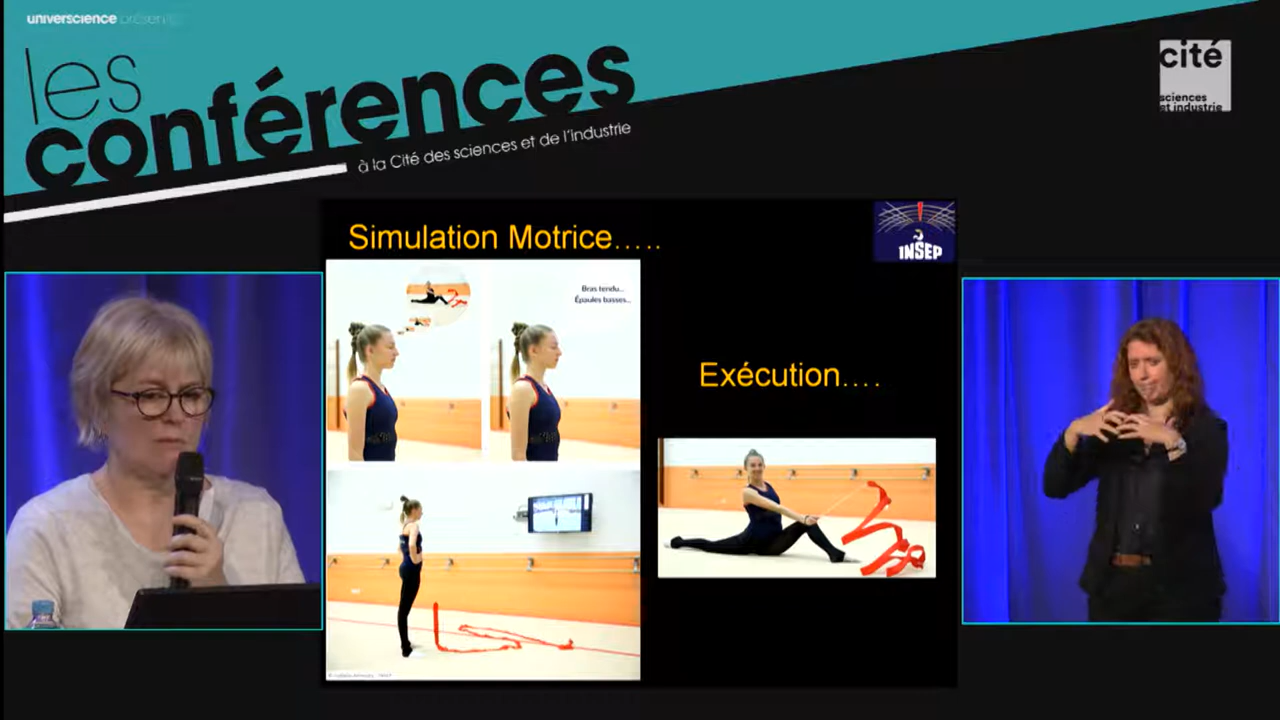 universcience présente
les
conférences
à la Cité des sciences et de l'industrie
cité
sciences
et industrie
Simulation Motrice.....
INSEP
Bras tendu...
Épaules basses...
Exécution....